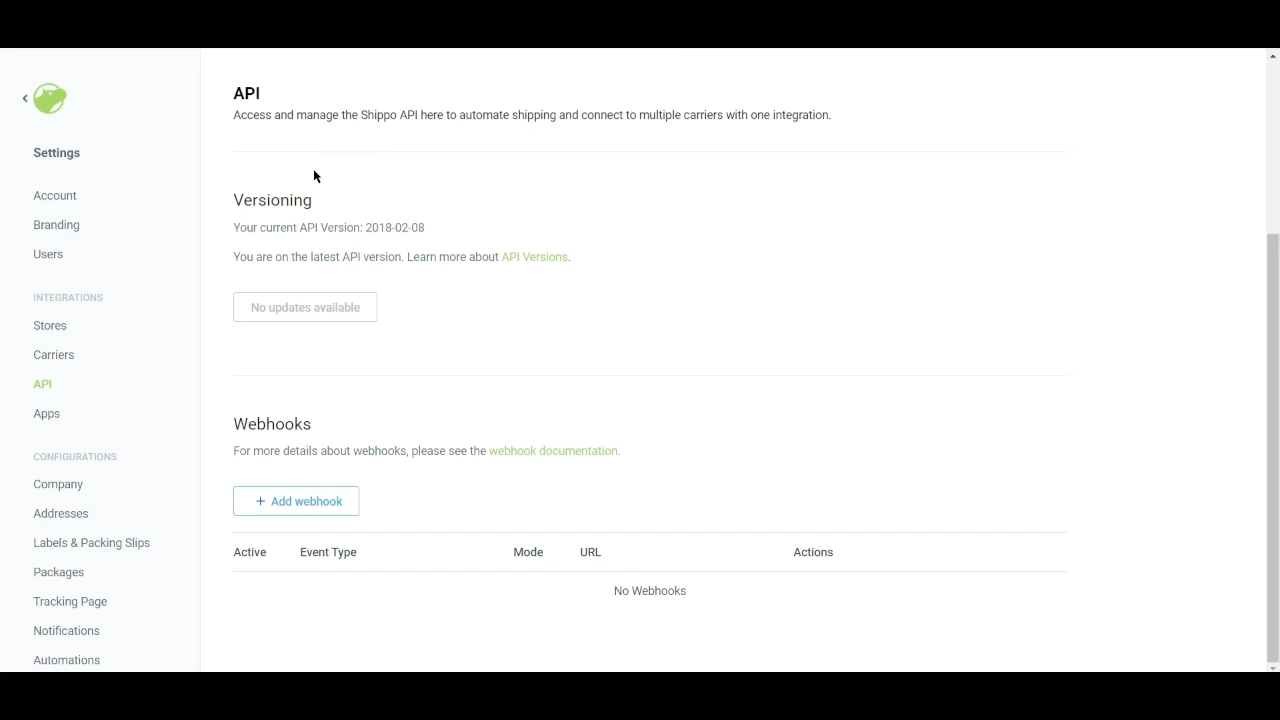 Settings
Account
Branding
Users
INTEGRATIONS
Stores
Carriers
API
Apps
CONFIGURATIONS
Company
Addresses
Labels & Packing Slips
Packages
Tracking Page
Notifications
Automations
API
Access and manage the Shippo API here to automate shipping and connect to multiple carriers with one integration.
Versioning
Your current API Version: 2018-02-08
You are on the latest API version. Learn more about API Versions.
No updates available
Webhooks
For more details about webhooks, please see the webhook documentation.
+ Add webhook
Active Event Type Mode URL Actions
No Webhooks